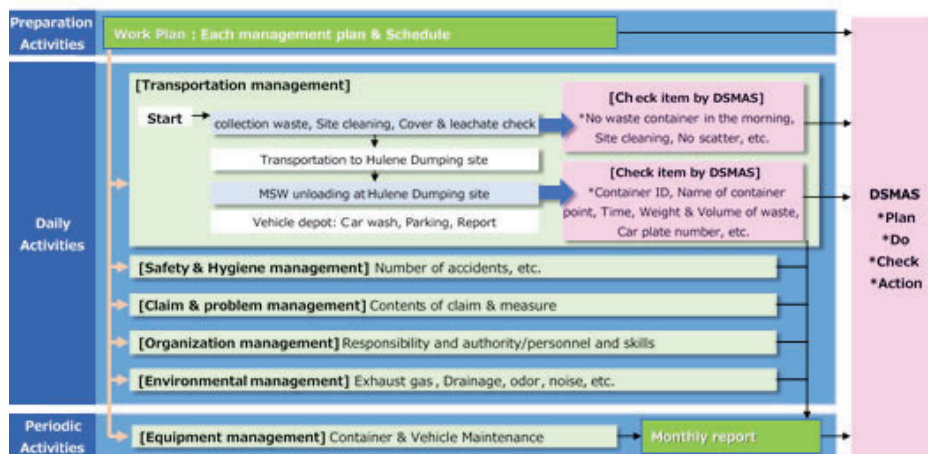 Preparation
Activities
Work Plan : Each management plan & Schedule
Daily
Activities
[Transportation management]
Start
collection waste, Site cleaning, Cover & leachate check
Transportation to Hulene Dumping site
MSW unloading at Hulene Dumping site
Vehicle depot: Car wash, Parking, Report
[Check item by DSMAS]
*No waste container in the morning,
Site cleaning, No scatter, etc.
[Check item by DSMAS]
*Container ID, Name of container
point, Time, Weight & Volume of waste,
Car plate number, etc.
[Safety & Hygiene management] Number of accidents, etc.
[Claim & problem management] Contents of claim & measure
[Organization management] Responsibility and authority/personnel and skills
[Environmental management] Exhaust gas, Drainage, odor, noise, etc.
Periodic
Activities
[Equipment management] Container & Vehicle Maintenance
Monthly report
DSMAS
*Plan
*Do
*Check
*Action